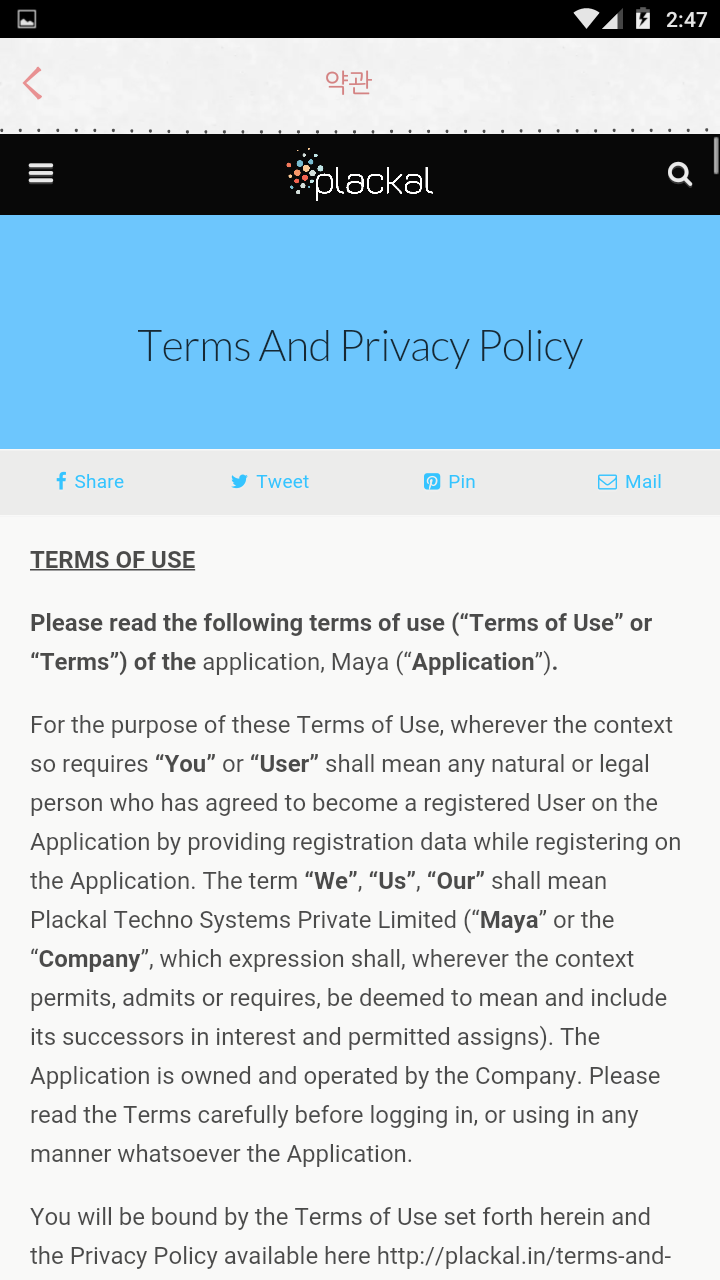 2:47
약관
plackal
Terms And Privacy Policy
Share
Tweet
Pin
Mail
TERMS OF USE
Please read the following terms of use (“Terms of Use” or
“Terms”) of the application, Maya (“Application”).
For the purpose of these Terms of Use, wherever the context
so requires “You” or “User” shall mean any natural or legal
person who has agreed to become a registered User on the
Application by providing registration data while registering on
the Application. The term “We”, “Us”, “Our” shall mean
Plackal Techno Systems Private Limited (“Maya” or the
“Company”, which expression shall, wherever the context
permits, admits or requires, be deemed to mean and include
its successors in interest and permitted assigns). The
Application is owned and operated by the Company. Please
read the Terms carefully before logging in, or using in any
manner whatsoever the Application.
You will be bound by the Terms of Use set forth herein and
the Privacy Policy available here http://plackal.in/terms-and-